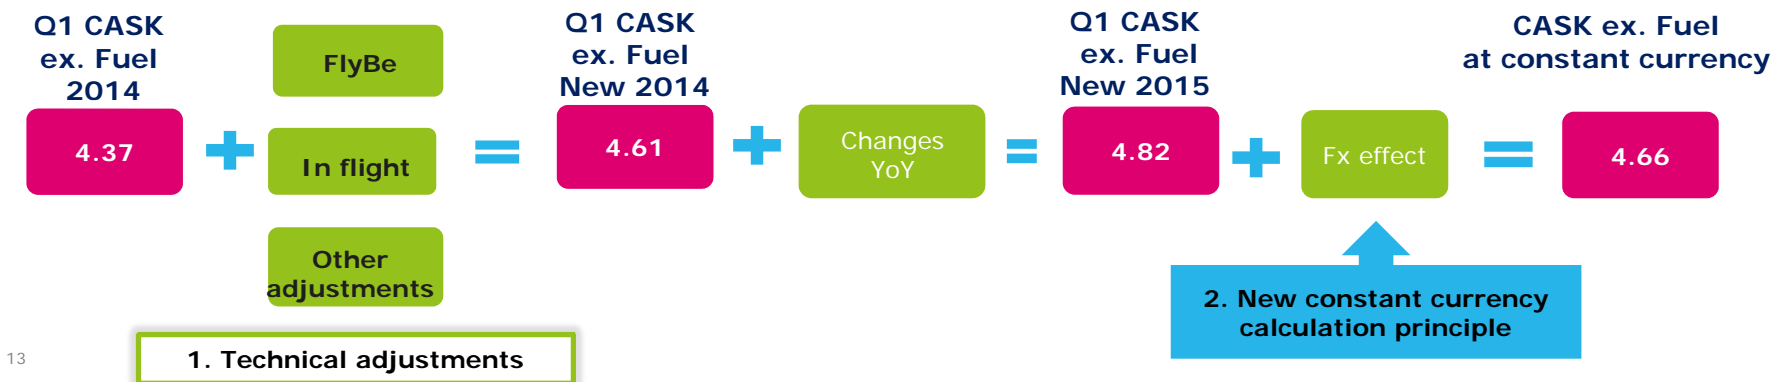 Q1 CASK
ex. Fuel
2014
4.37
FlyBe
In flight
Other
adjustments
Q1 CASK
ex. Fuel
New 2014
4.61
Changes
YoY
Q1 CASK
ex. Fuel
New 2015
4.82
Fx effect
CASK ex. Fuel
at constant currency
4.66
1. Technical adjustments
2. New constant currency
calculation principle
13